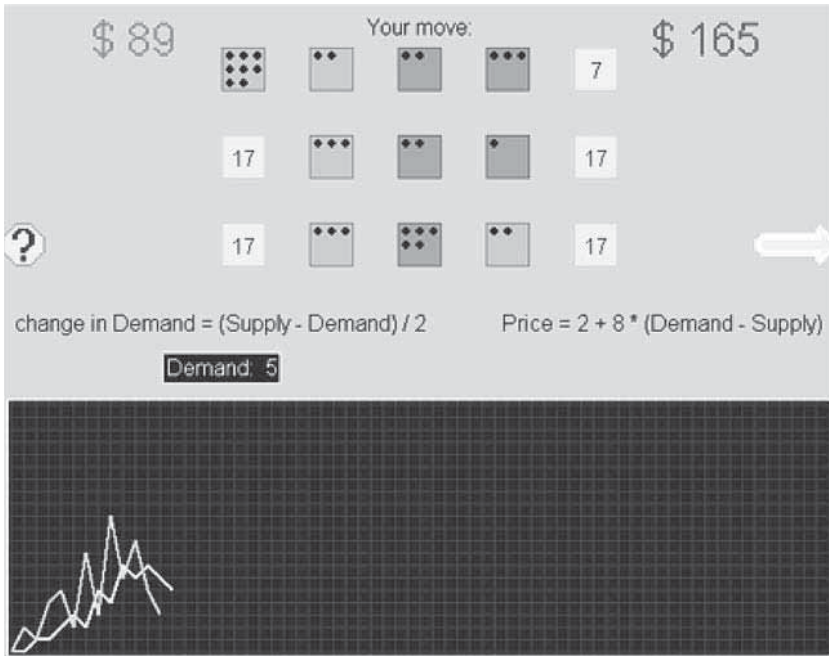 $ 89
Your move:
$ 165
7
17
17
17
17
?
change in Demand = (Supply - Demand) / 2
Price = 2 + 8 * (Demand - Supply)
Demand: 5